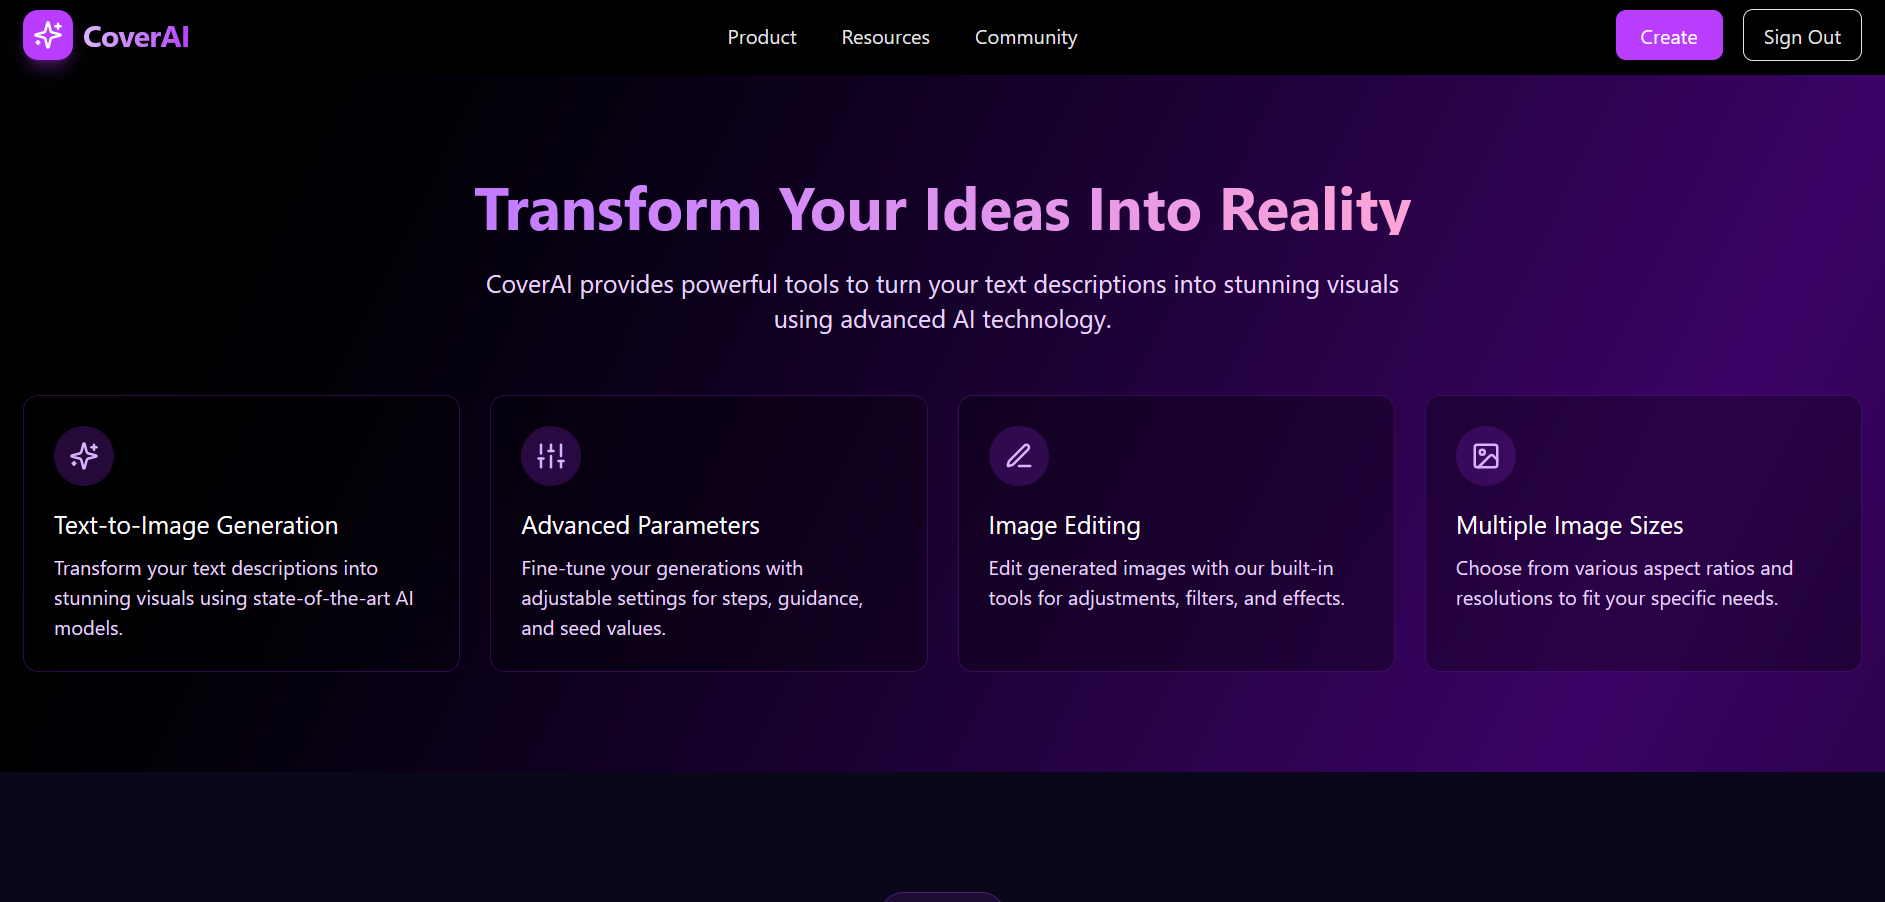 CoverAI
Product
Resources
Community
Create
Sign Out
Transform Your Ideas Into Reality
CoverAI provides powerful tools to turn your text descriptions into stunning visuals
using advanced AI technology.
Text-to-Image Generation
Transform your text descriptions into
stunning visuals using state-of-the-art AI
models.
Advanced Parameters
Fine-tune your generations with
adjustable settings for steps, guidance,
and seed values.
Image Editing
Edit generated images with our built-in
tools for adjustments, filters, and effects.
Multiple Image Sizes
Choose from various aspect ratios and
resolutions to fit your specific needs.